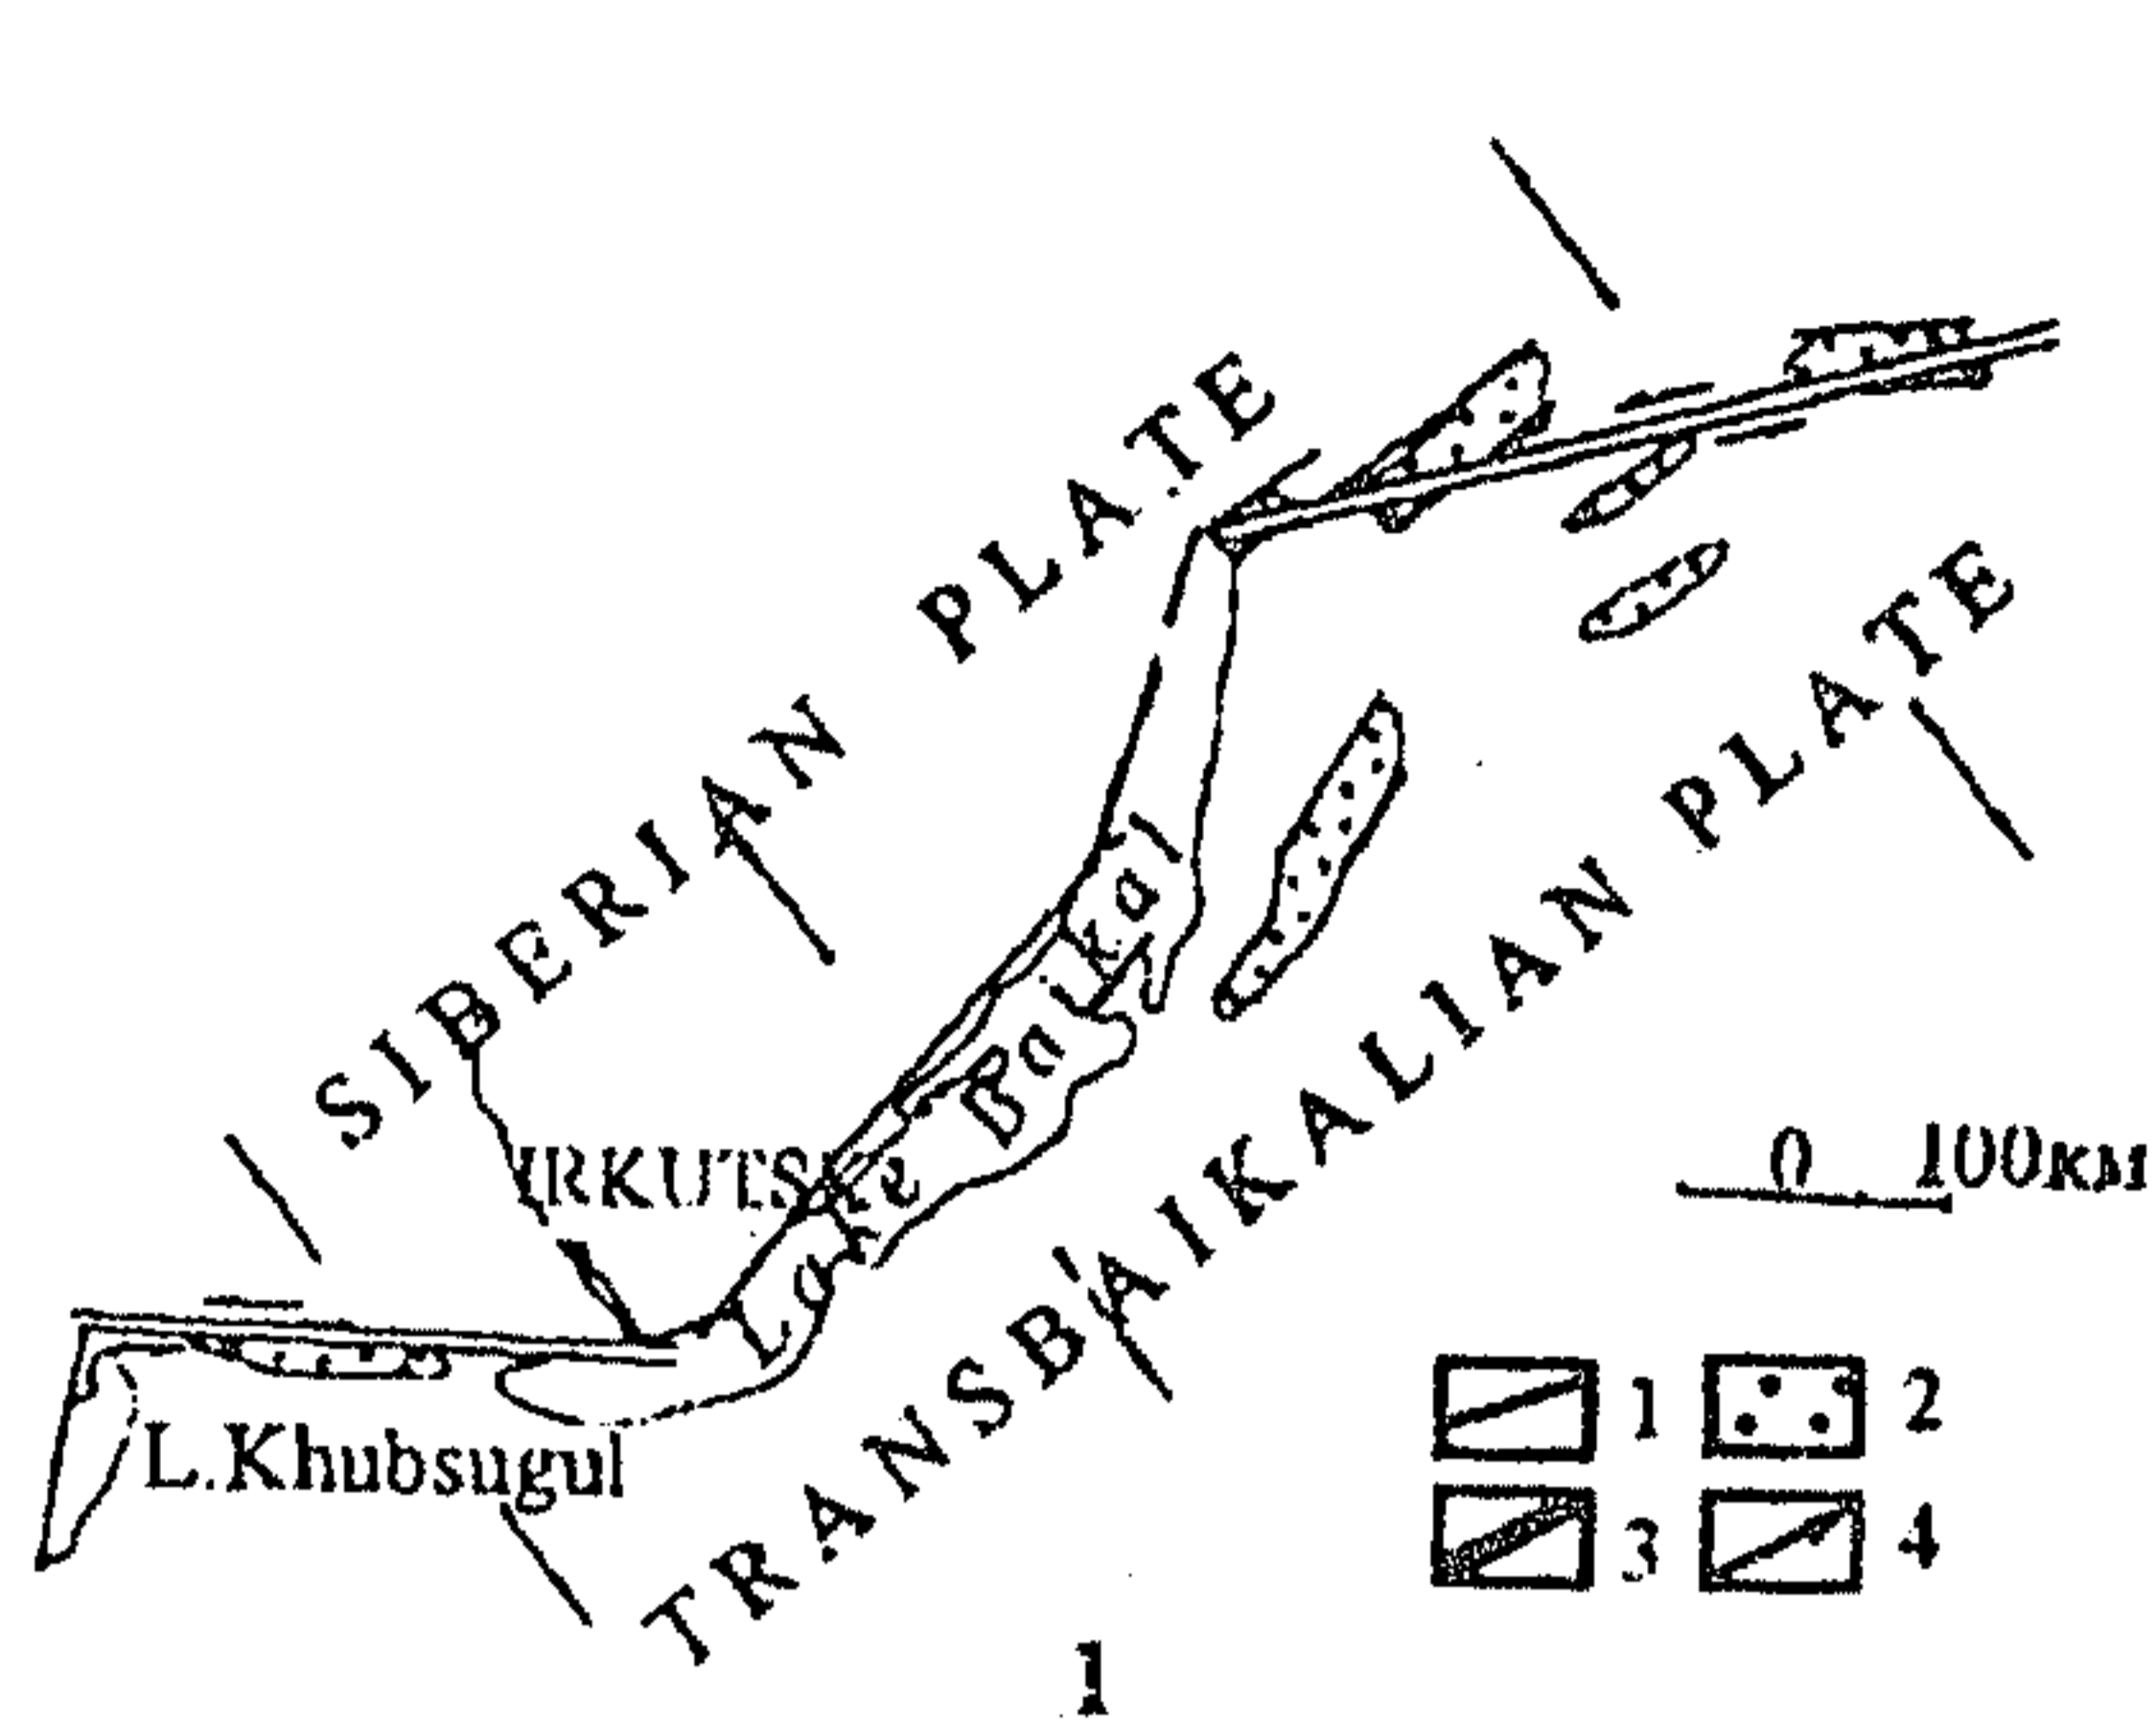 SIBERIAN PLATE
TRANSBAIKALIAN PLATE
Lake Baikal
IRKUTSK
L.Khubsugul
0 100км
1 2
3 4
1